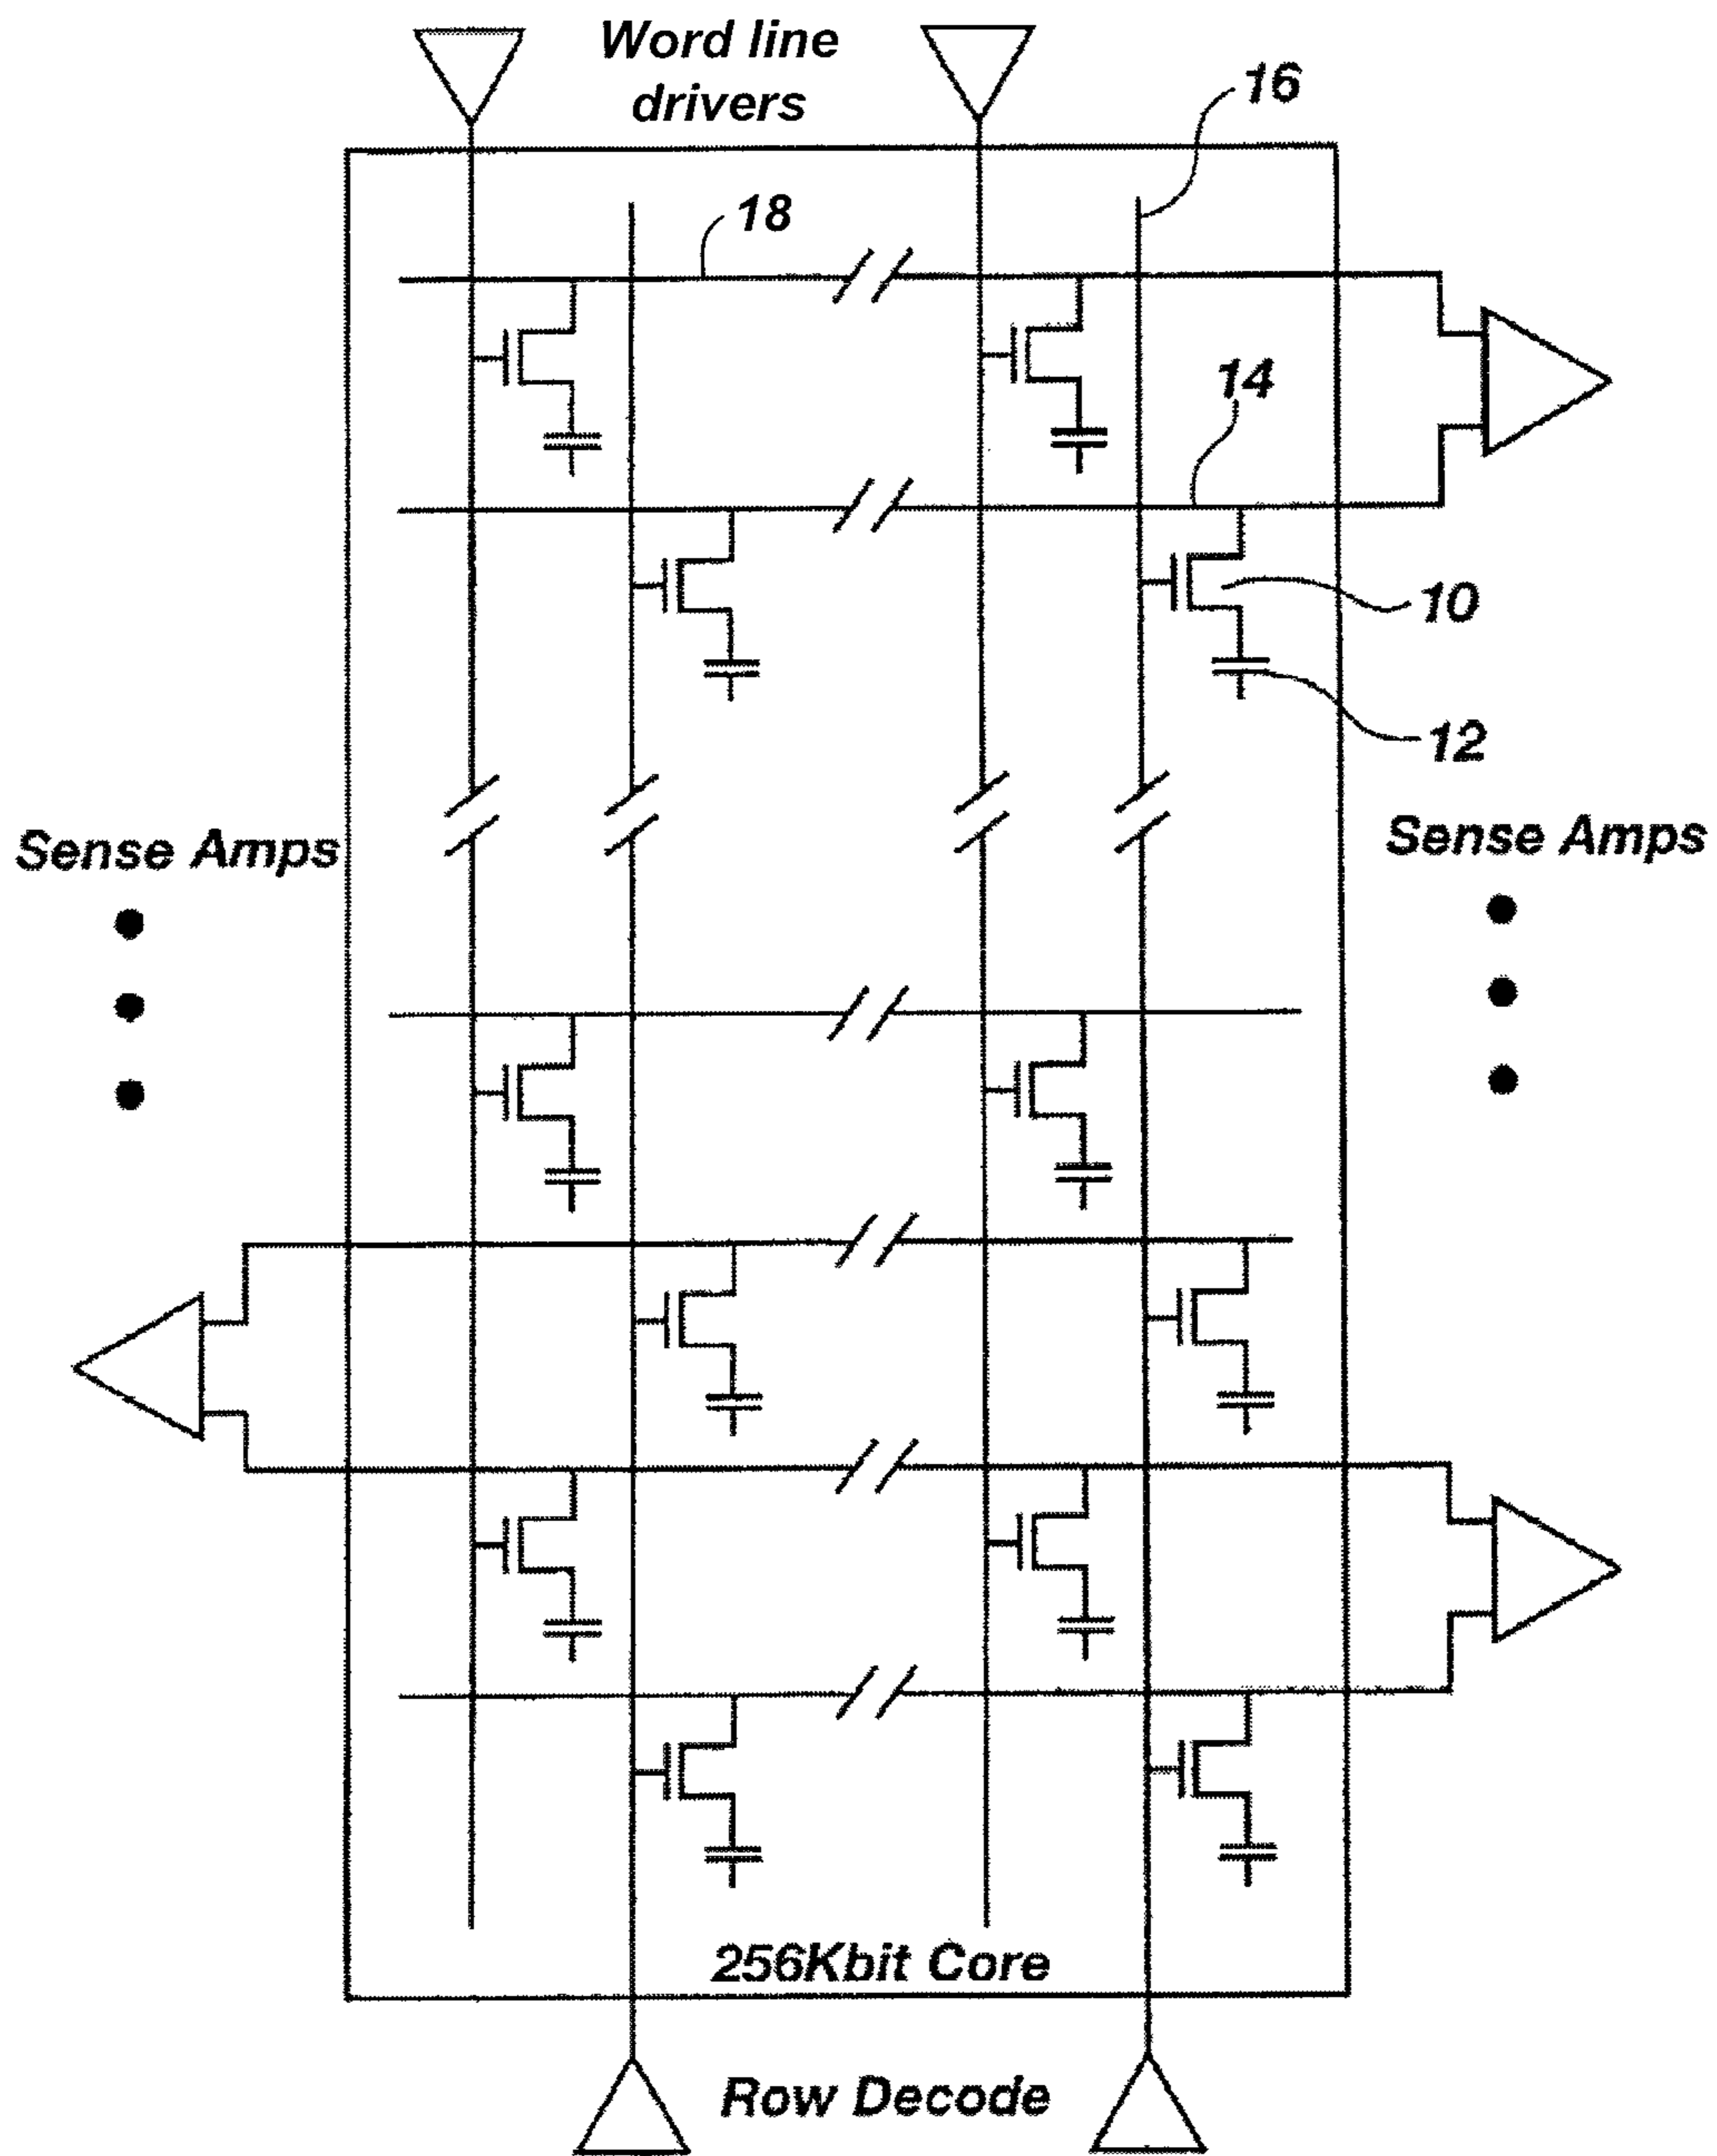 Word line
drivers
16
18
14
10
12
Sense Amps
Sense Amps
256Kbit Core
Row Decode